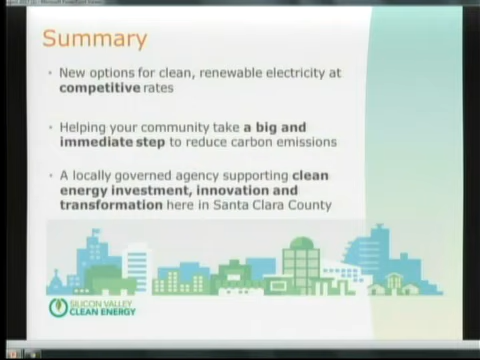 Summary
• New options for clean, renewable electricity at
competitive rates
• Helping your community take a big and
immediate step to reduce carbon emissions
• A locally governed agency supporting clean
energy investment, innovation and
transformation here in Santa Clara County
SILICON VALLEY
CLEAN ENERGY